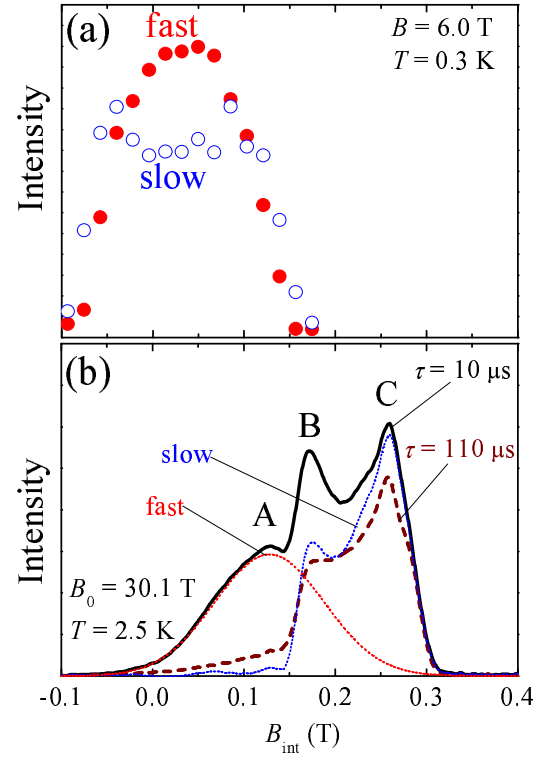 (a)
fast
B = 6.0 T
T = 0.3 K
slow
Intensity
(b)
τ = 10 μs
C
B
τ = 110 μs
slow
fast
A
B₀ = 30.1 T
T = 2.5 K
Intensity
-0.1 0.0 0.1 0.2 0.3 0.4
B_int (T)